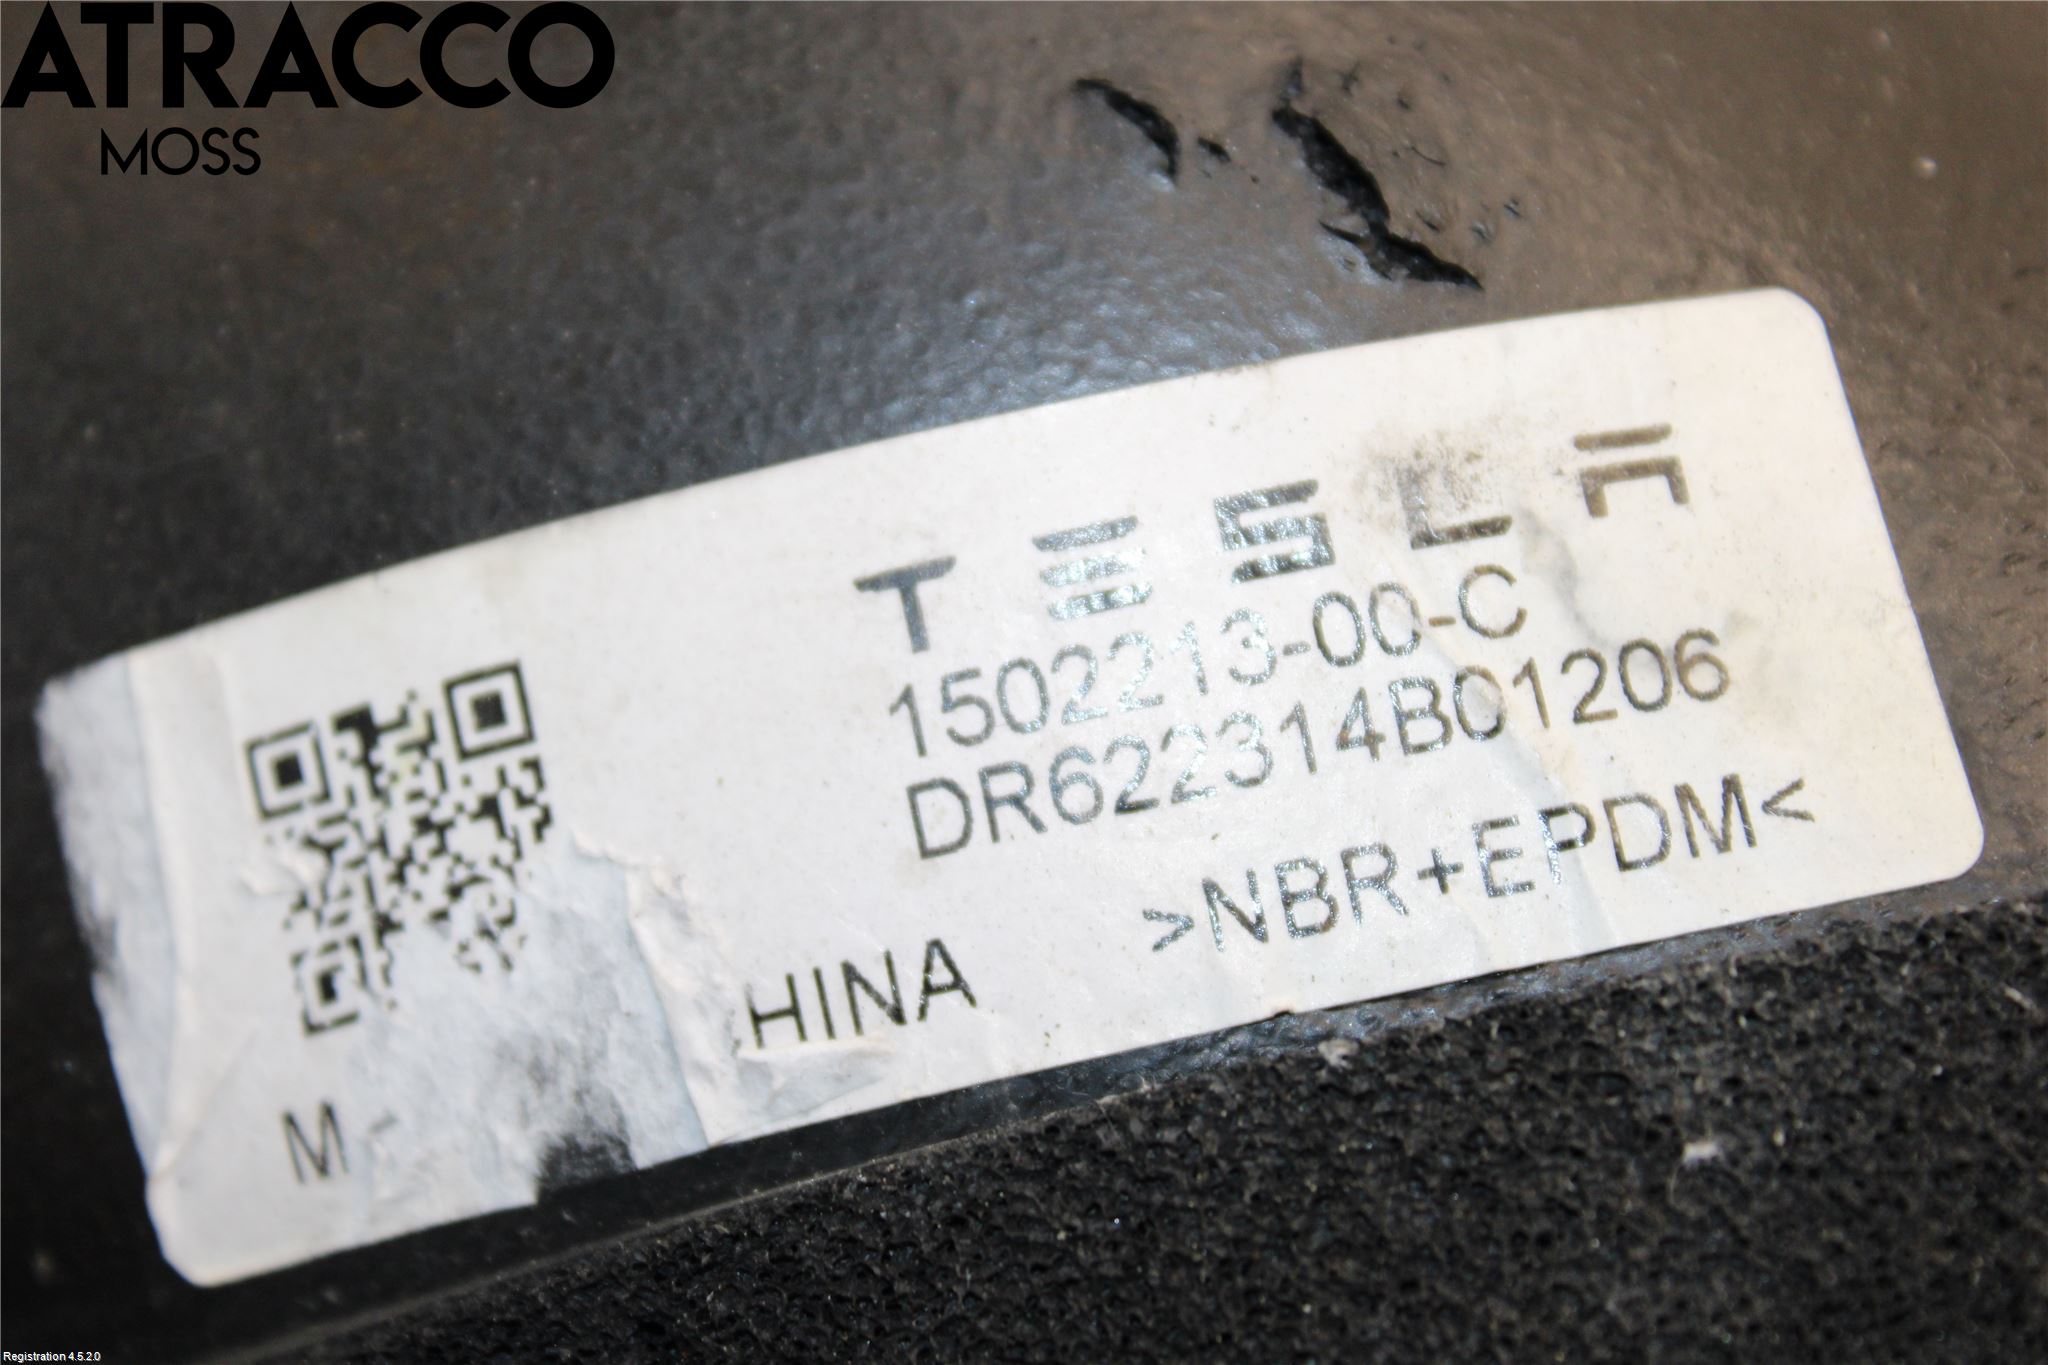 ATRACCO
MOSS
TESLA
1502213-00-C
DR622314B01206
>NBR+EPDM<
HINA
M
Registration 4.5.2.0